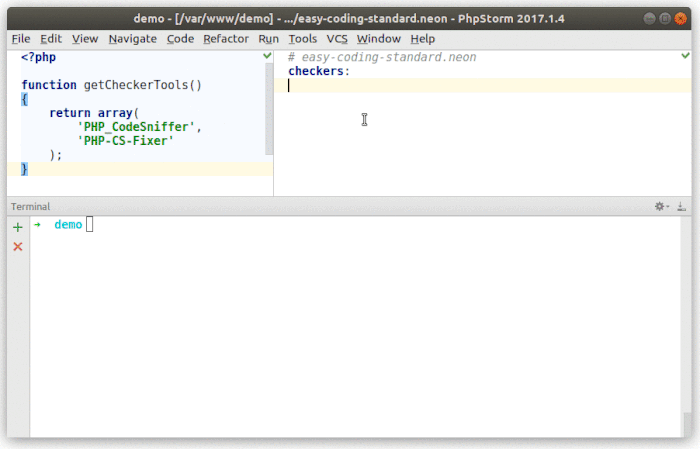 demo - [/var/www/demo] - .../easy-coding-standard.neon - PhpStorm 2017.1.4
File Edit View Navigate Code Refactor Run Tools VCS Window Help
<?php
function getCheckerTools()
{
    return array(
        'PHP_CodeSniffer',
        'PHP-CS-Fixer'
    );
}
# easy-coding-standard.neon
checkers:
Terminal
➜ demo